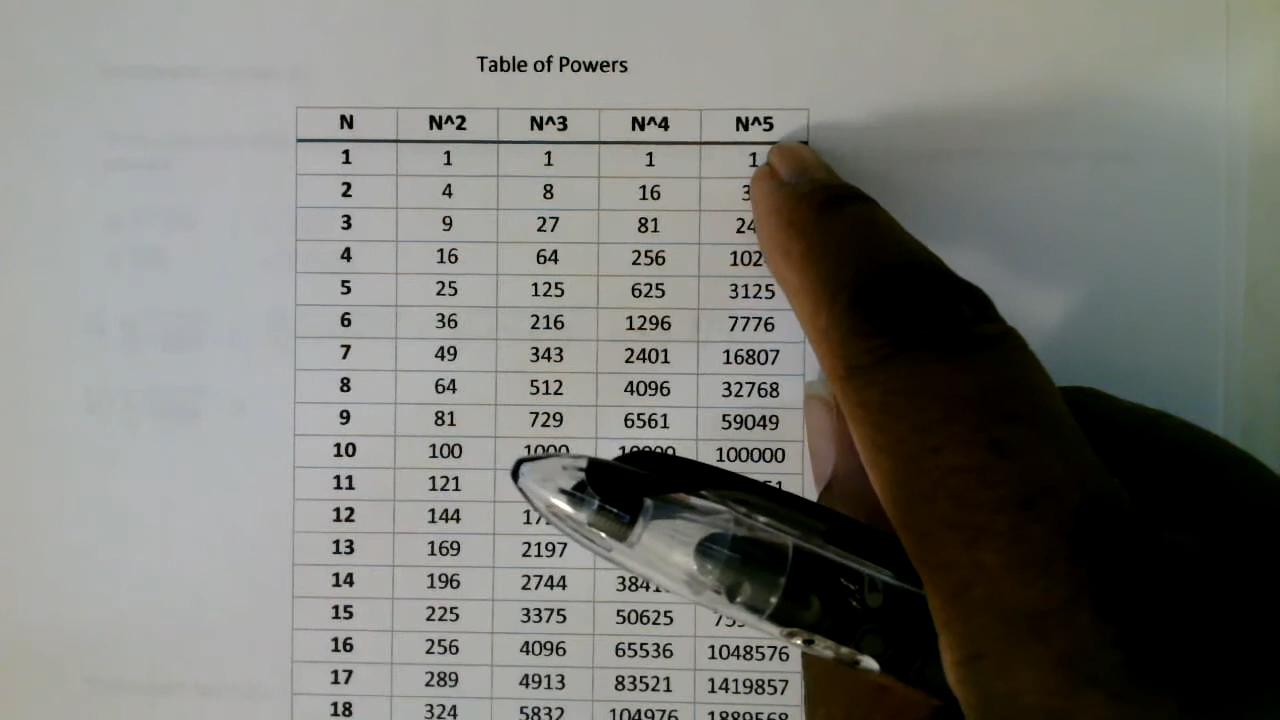 Table of Powers
N N^2 N^3 N^4 N^5
1 1 1 1 1
2 4 8 16
3 9 27 81
4 16 64 256
5 25 125 625 3125
6 36 216 1296 7776
7 49 343 2401 16807
8 64 512 4096 32768
9 81 729 6561 59049
10 100 1000 10000 100000
11 121
12 144
13 169 2197
14 196 2744
15 225 3375 50625
16 256 4096 65536 1048576
17 289 4913 83521 1419857
18 324 5832 104976 1889568